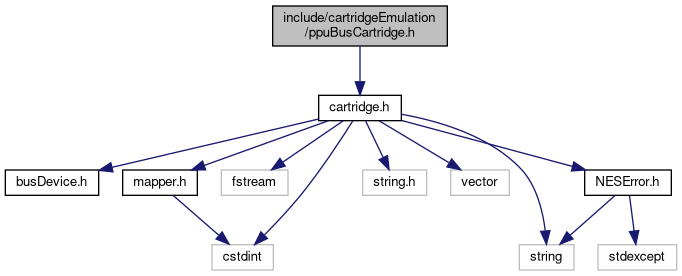 include/cartridgeEmulation
/ppuBusCartridge.h
cartridge.h
busDevice.h
mapper.h
fstream
string.h
vector
NESError.h
cstdint
string
stdexcept